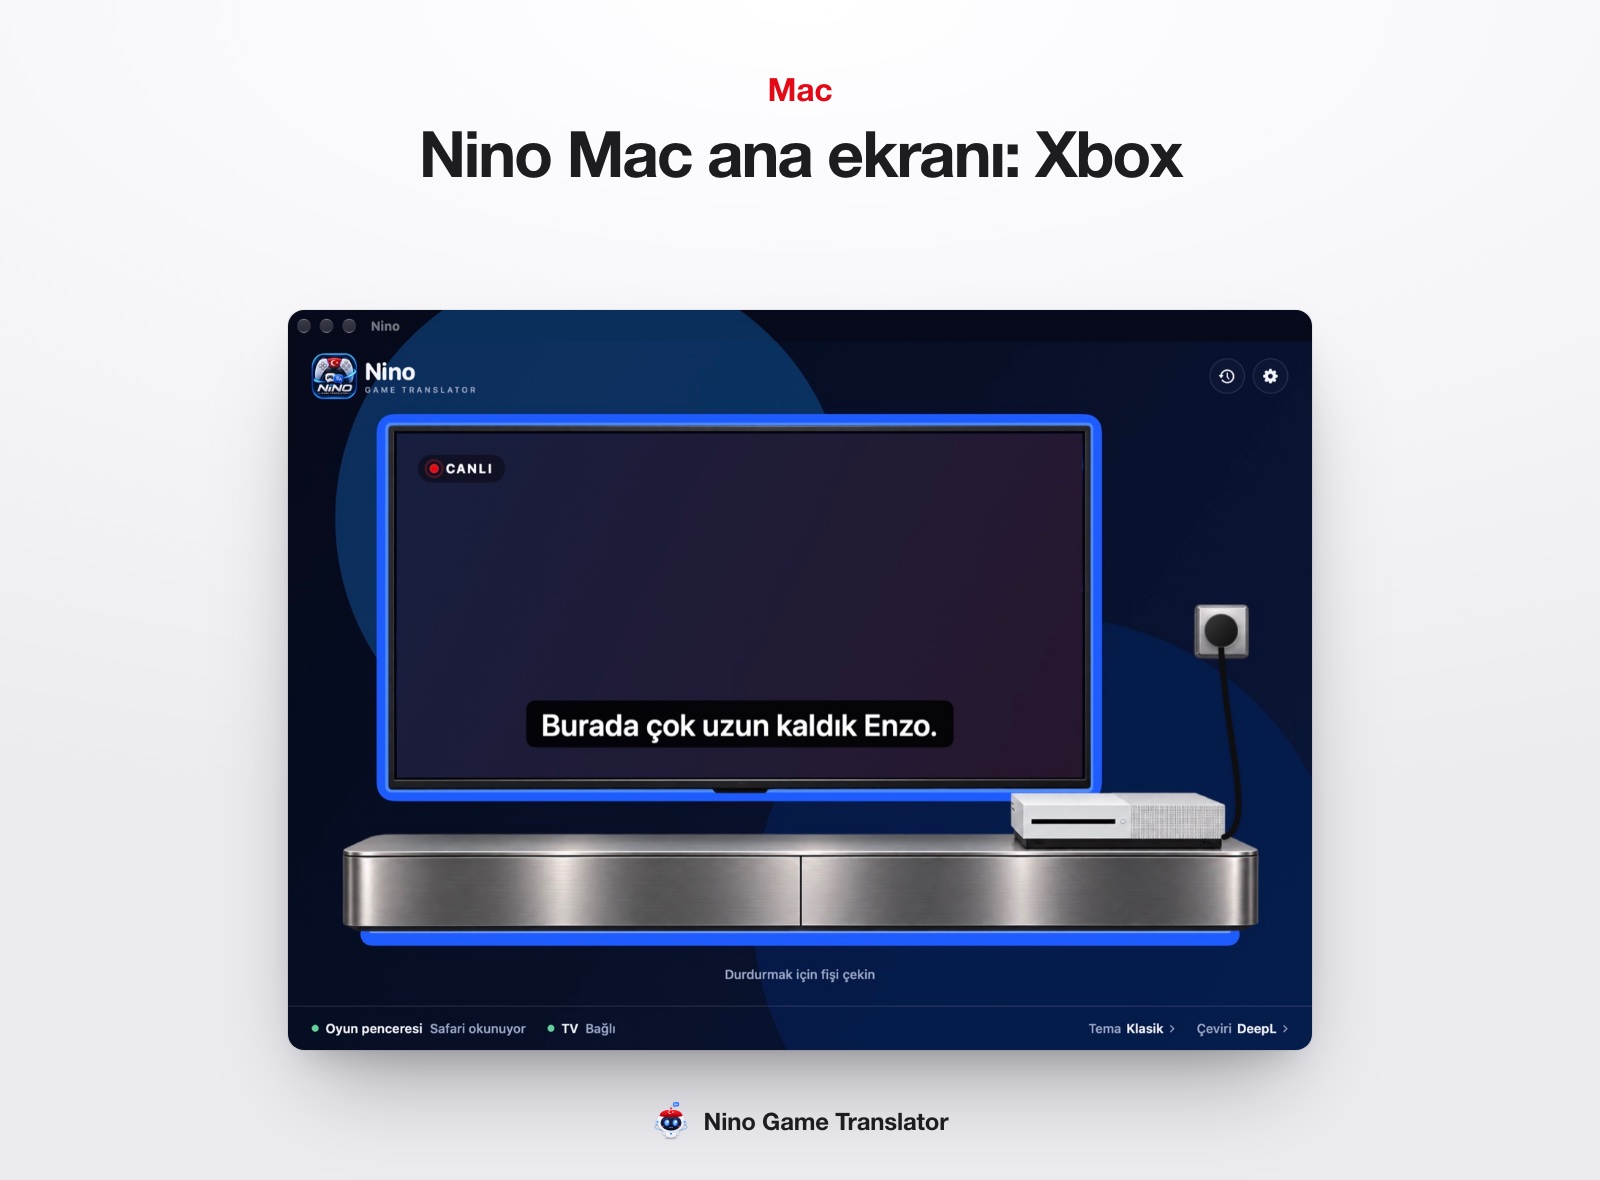 Mac
Nino Mac ana ekranı: Xbox
Nino
NiNO
Nino
GAME TRANSLATOR
CANLI
Burada çok uzun kaldık Enzo.
Durdurmak için fişi çekin
Oyun penceresi Safari okunuyor TV Bağlı
Tema Klasik > Çeviri DeepL >
Nino Game Translator